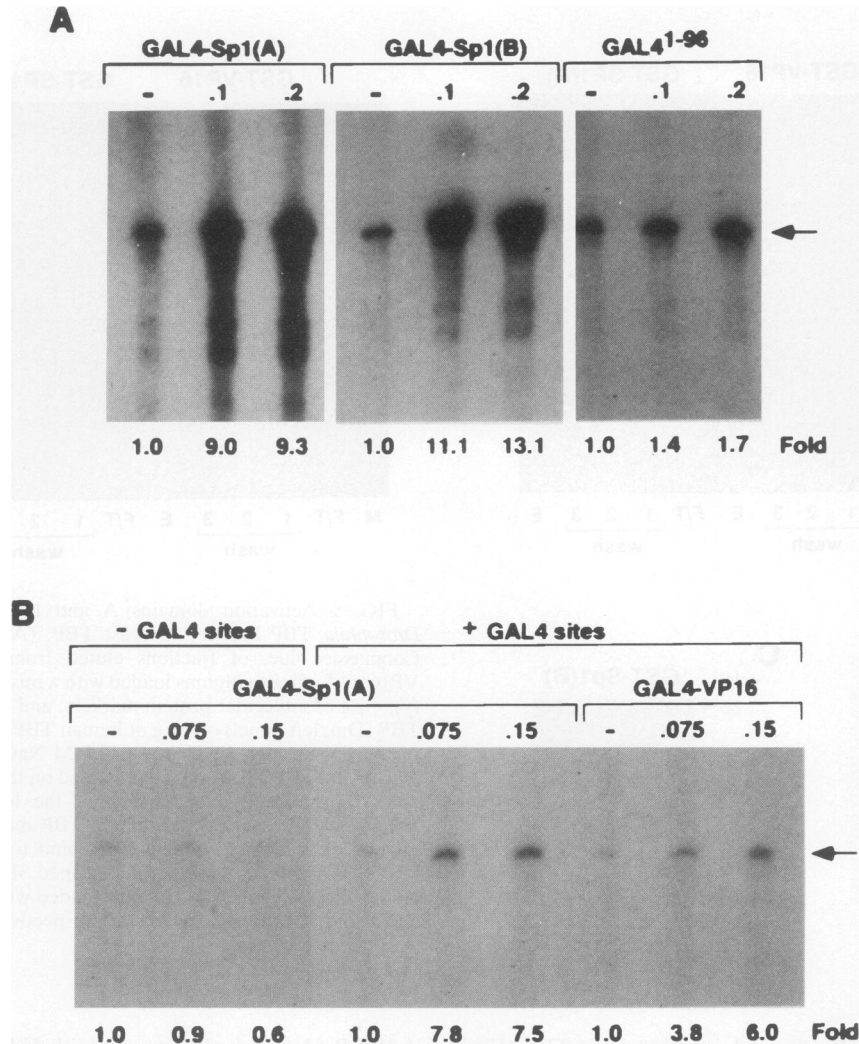 A
GAL4-Sp1(A) GAL4-Sp1(B) GAL4¹⁻⁹⁶
- .1 .2 - .1 .2 - .1 .2
1.0 9.0 9.3 1.0 11.1 13.1 1.0 1.4 1.7 Fold
B
- GAL4 sites + GAL4 sites
GAL4-Sp1(A) GAL4-VP16
- .075 .15 - .075 .15 - .075 .15
1.0 0.9 0.6 1.0 7.8 7.5 1.0 3.8 6.0 Fold